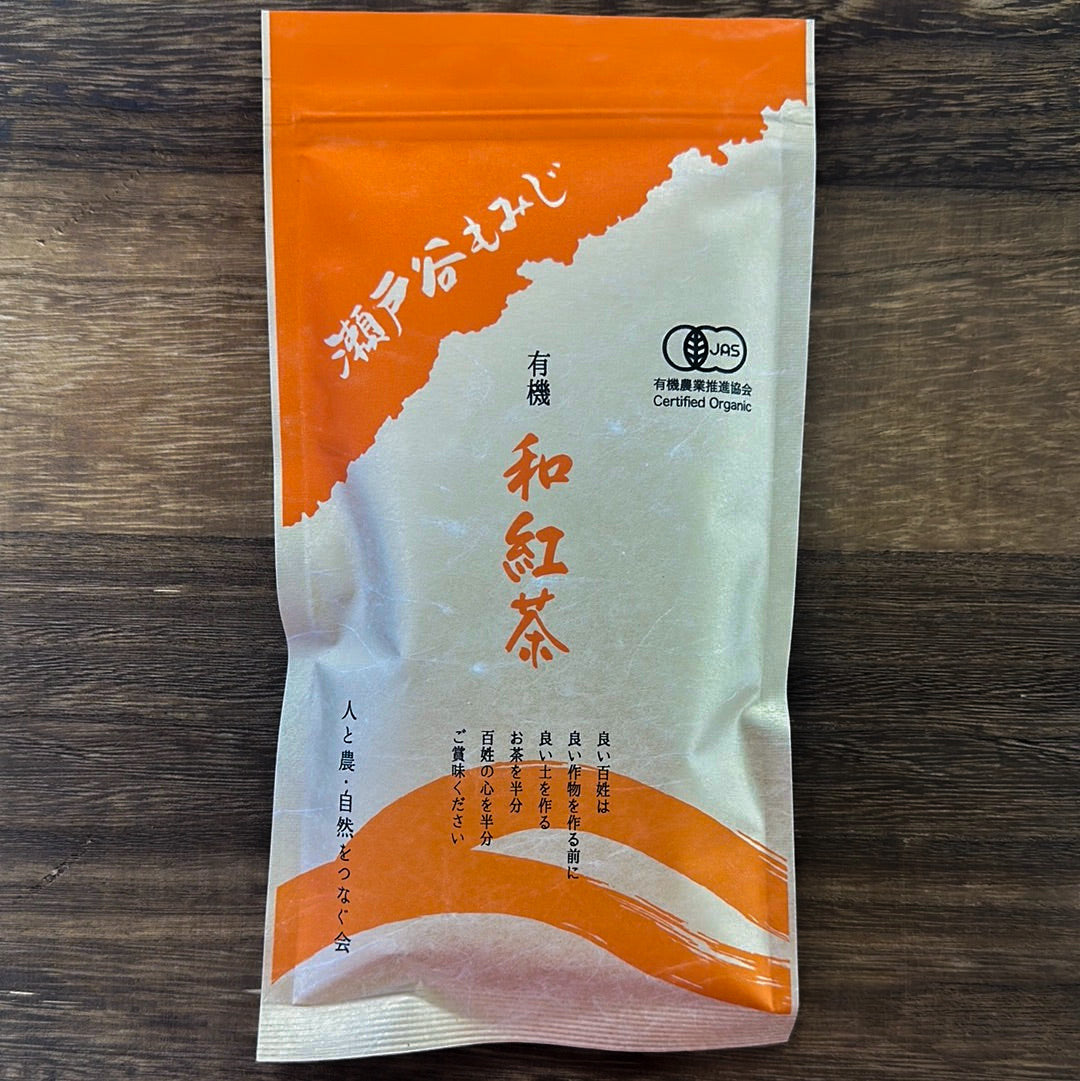 瀬戸谷もみじ
有機
和紅茶
JAS
有機農業推進協会
Certified Organic
良い百姓は
良い作物を作る前に
良い土を作る
お茶を半分
百姓の心を半分
ご賞味ください
人と農・自然をつなぐ会